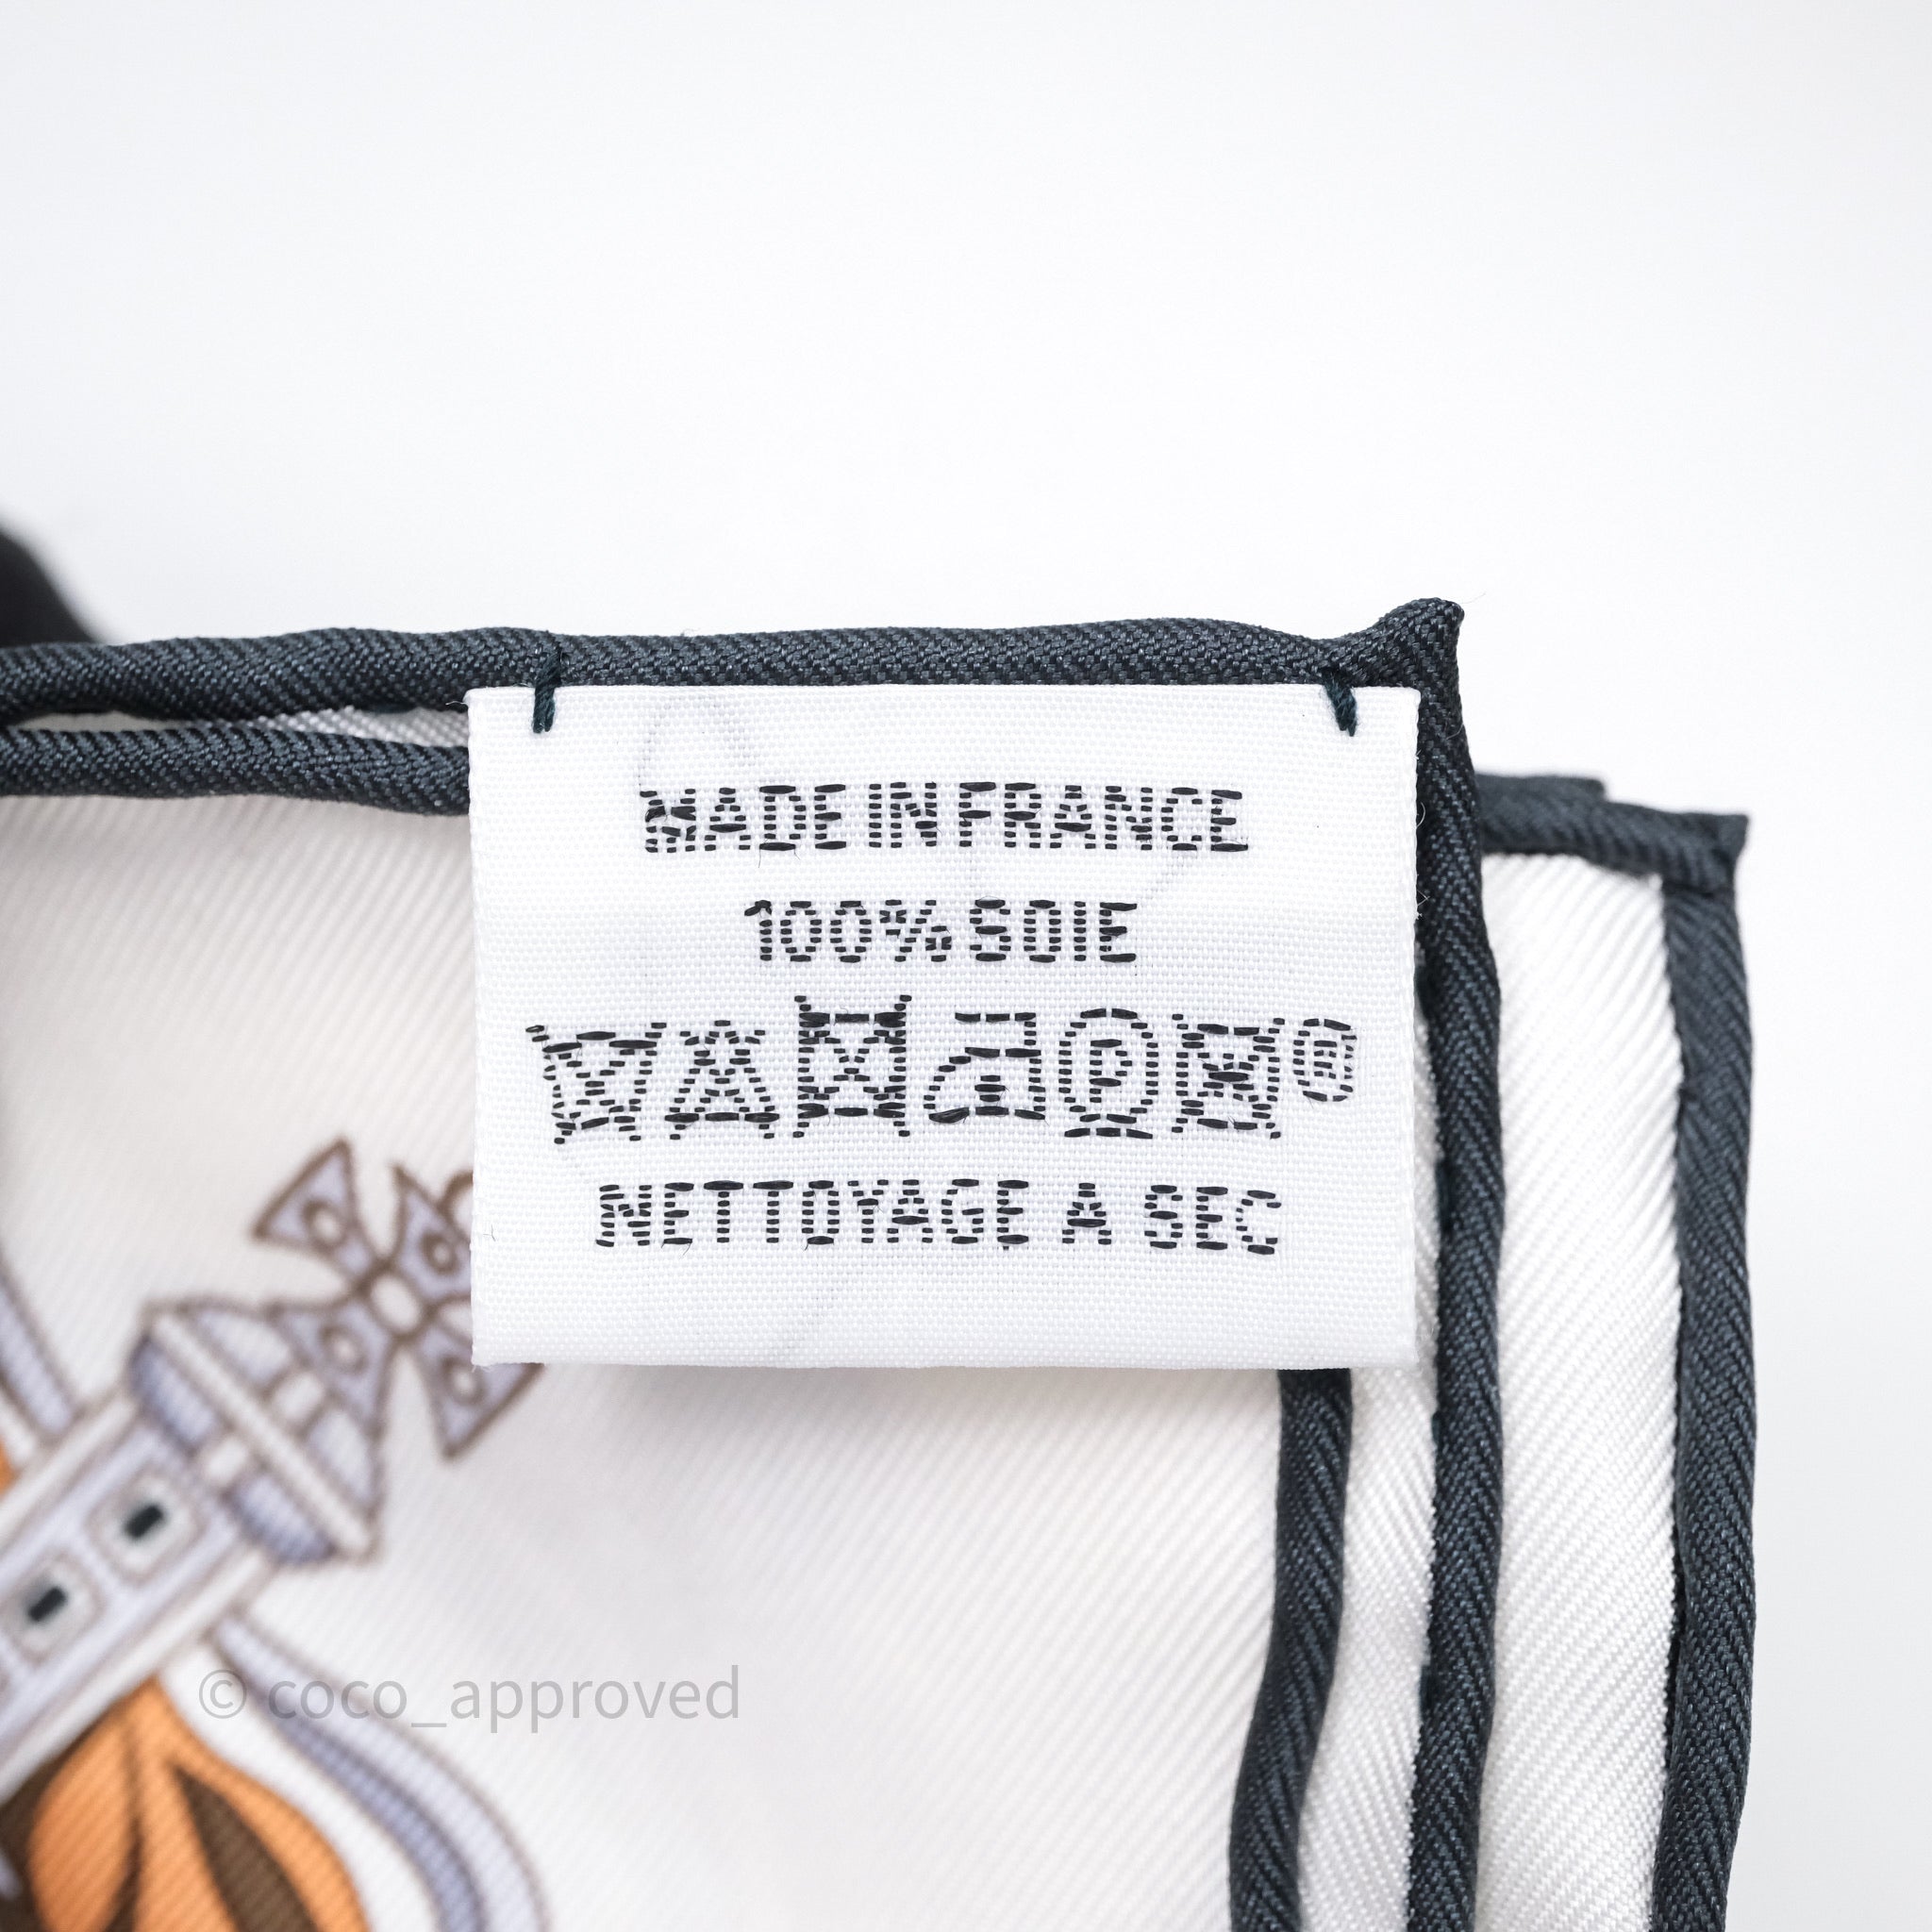 MADE IN FRANCE
100% SOIE
P ®
NETTOYAGE A SEC
© coco_approved